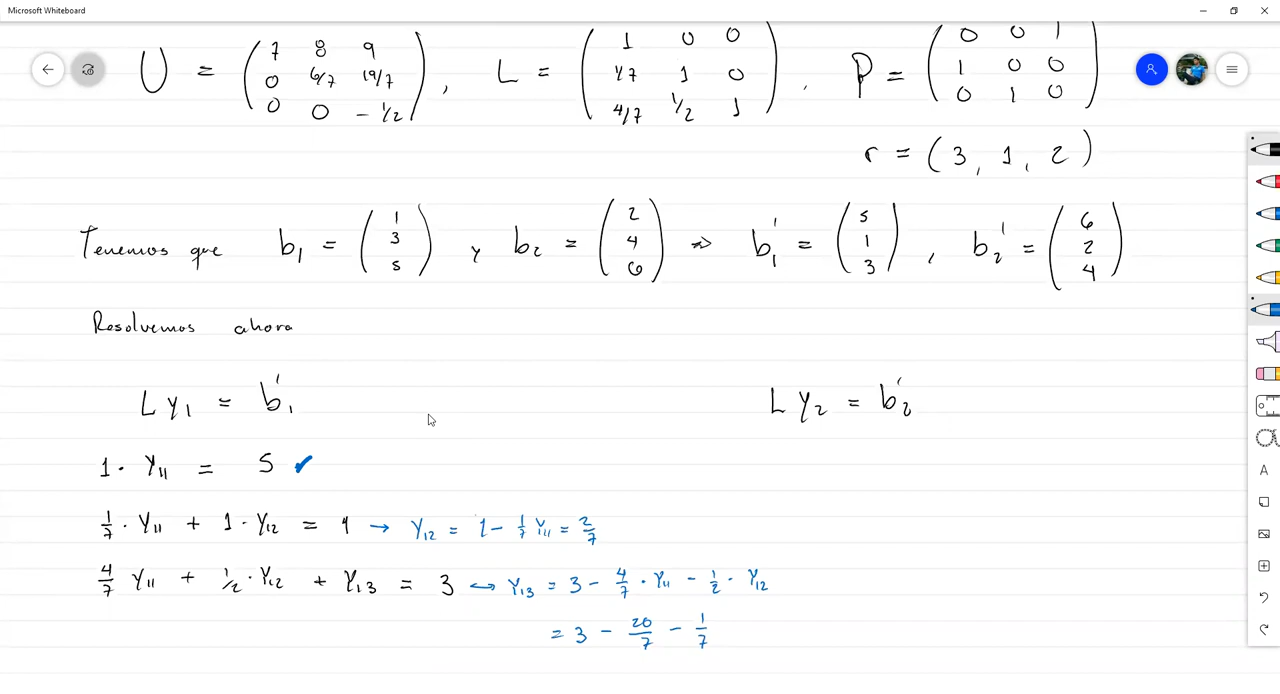 Microsoft Whiteboard
U = ( 7 8 9 ; 0 6/7 19/7 ; 0 0 -1/2 ), L = ( 1 0 0 ; 1/7 1 0 ; 4/7 1/2 1 ), P = ( 0 0 1 ; 1 0 0 ; 0 1 0 )
r = (3, 1, 2)
Tenemos que b₁ = ( 1 ; 3 ; 5 ) y b₂ = ( 2 ; 4 ; 6 ) => b₁' = ( 5 ; 1 ; 3 ), b₂' = ( 6 ; 2 ; 4 )
Resolvemos ahora
L y₁ = b₁'
L y₂ = b₂'
1 · y₁₁ = 5 ✓
1/7 · y₁₁ + 1 · y₁₂ = 1 → y₁₂ = 1 - 1/7 y₁₁ = 2/7
4/7 y₁₁ + 1/2 · y₁₂ + y₁₃ = 3 ↔ y₁₃ = 3 - 4/7 · y₁₁ - 1/2 · y₁₂
= 3 - 20/7 - 1/7
A